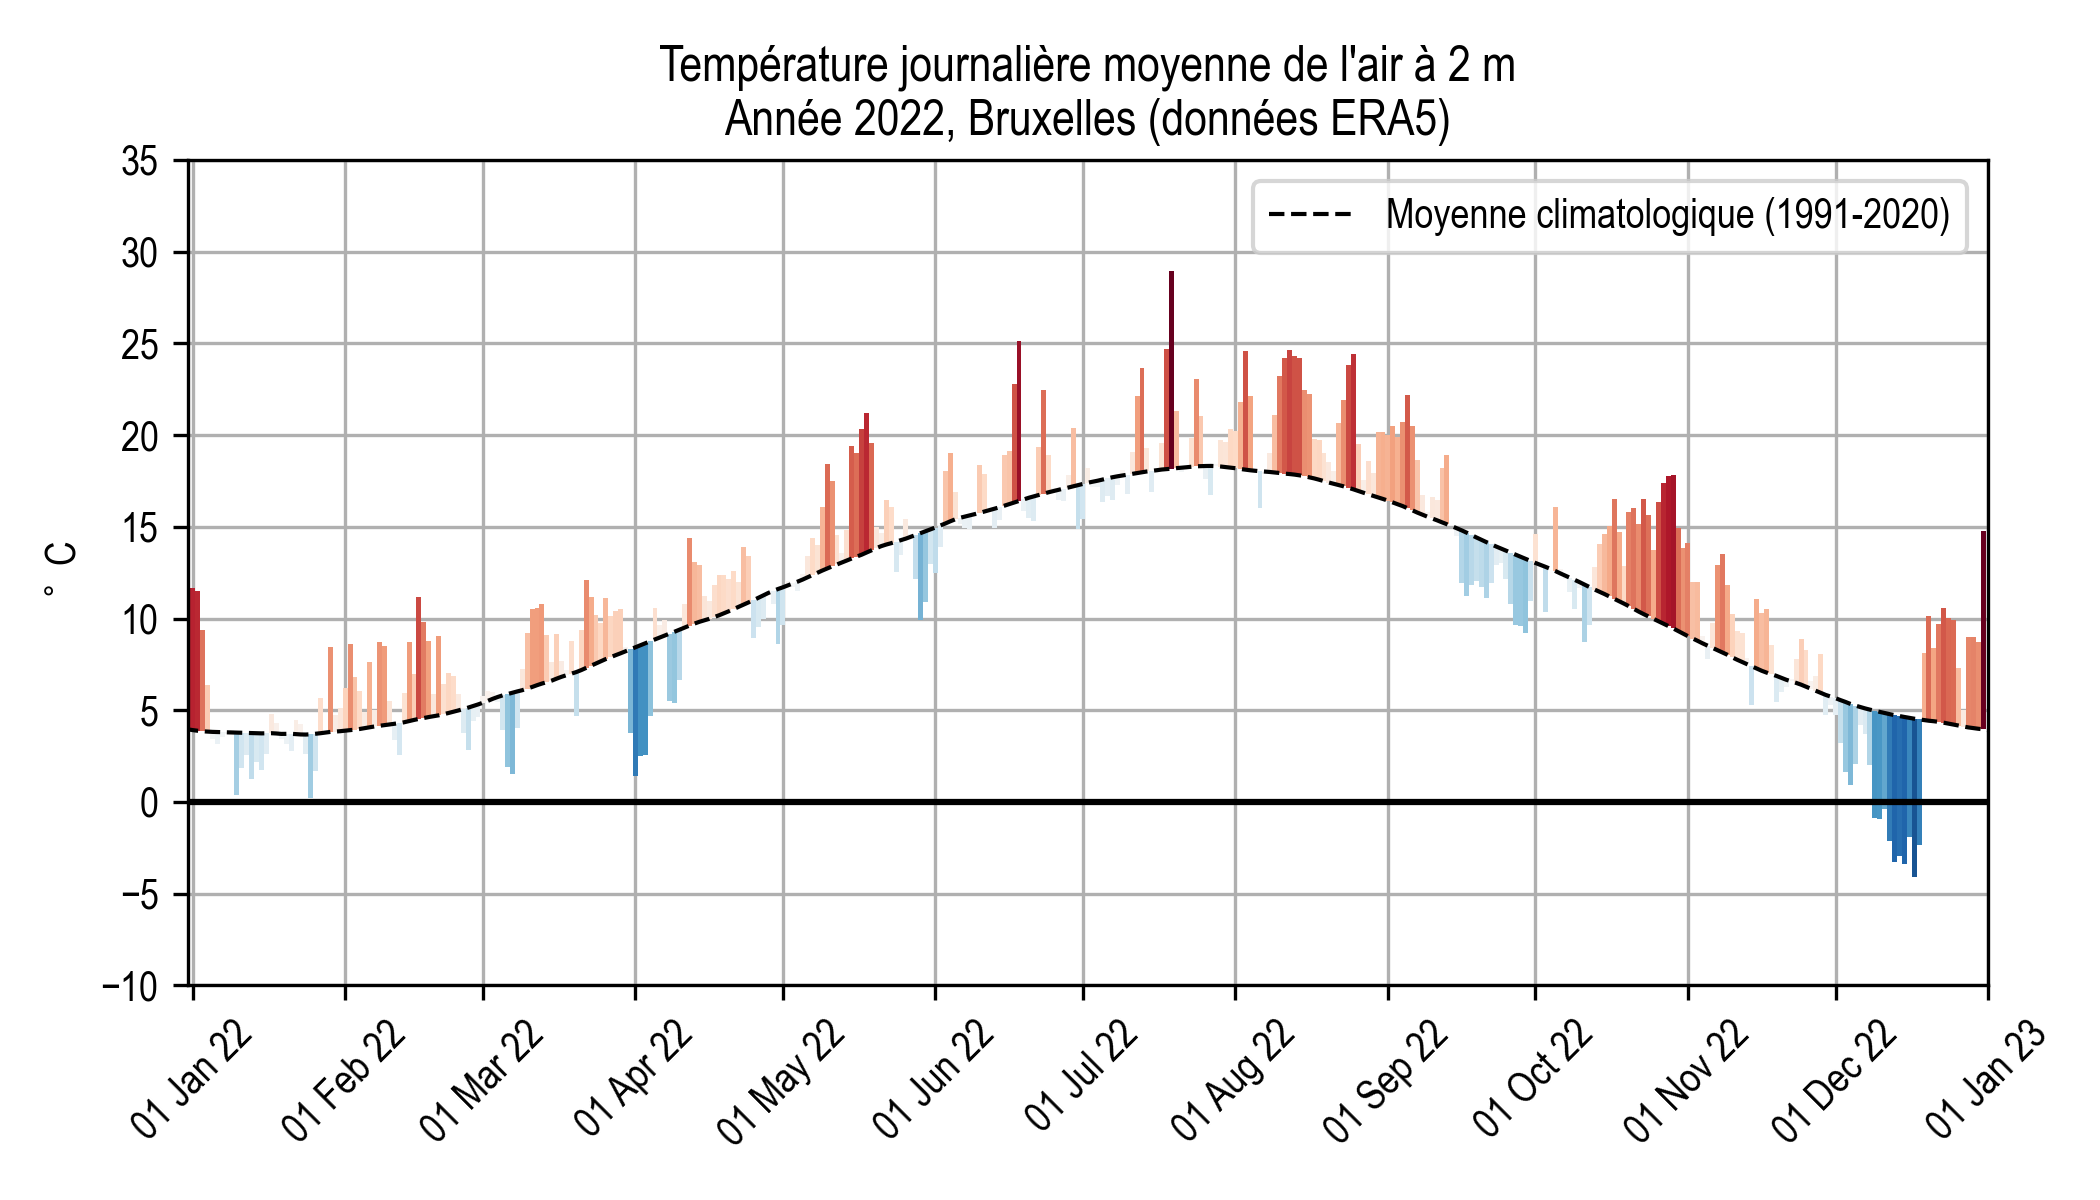 Température journalière moyenne de l'air à 2 m
Année 2022, Bruxelles (données ERA5)
Moyenne climatologique (1991-2020)
35
30
25
20
15
10
5
0
−5
−10
° C
01 Jan 22
01 Feb 22
01 Mar 22
01 Apr 22
01 May 22
01 Jun 22
01 Jul 22
01 Aug 22
01 Sep 22
01 Oct 22
01 Nov 22
01 Dec 22
01 Jan 23